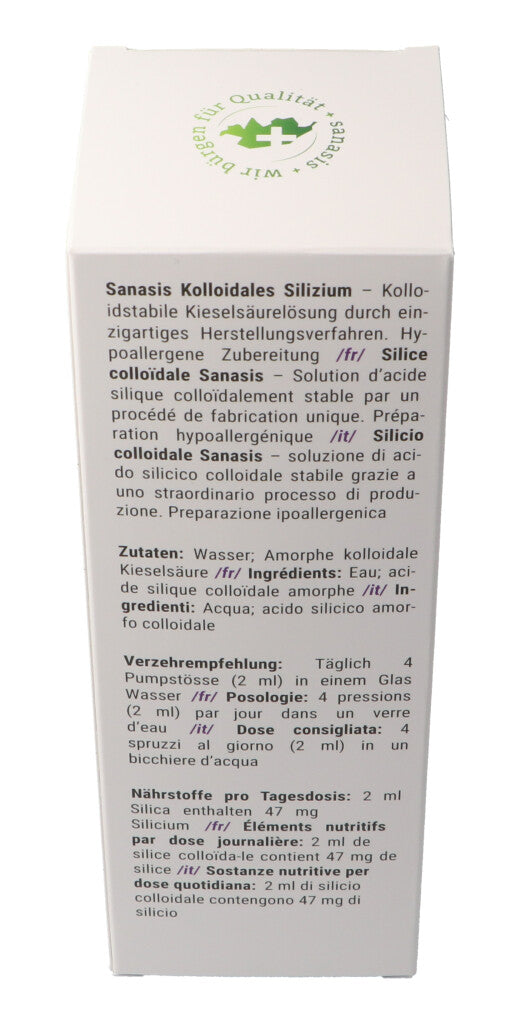 wir bürgen für Qualität + sanasis +
Sanasis Kolloidales Silizium – Kollo-
idstabile Kieselsäurelösung durch ein-
zigartiges Herstellungsverfahren. Hy-
poallergene Zubereitung /fr/ Silice
colloïdale Sanasis – Solution d'acide
silique colloïdalement stable par un
procédé de fabrication unique. Prépa-
ration hypoallergénique /it/ Silicio
colloidale Sanasis – soluzione di aci-
do silicico colloidale stabile grazie a
uno straordinario processo di produ-
zione. Preparazione ipoallergenica
Zutaten: Wasser; Amorphe kolloidale
Kieselsäure /fr/ Ingrédients: Eau; aci-
de silique colloïdale amorphe /it/ In-
gredienti: Acqua; acido silicico amor-
fo colloidale
Verzehrempfehlung: Täglich 4
Pumpstösse (2 ml) in einem Glas
Wasser /fr/ Posologie: 4 pressions
(2 ml) par jour dans un verre
d'eau /it/ Dose consigliata: 4
spruzzi al giorno (2 ml) in un
bicchiere d'acqua
Nährstoffe pro Tagesdosis: 2 ml
Silica enthalten 47 mg
Silicium /fr/ Éléments nutritifs
par dose journalière: 2 ml de
silice colloïda-le contient 47 mg de
silice /it/ Sostanze nutritive per
dose quotidiana: 2 ml di silicio
colloidale contengono 47 mg di
silicio